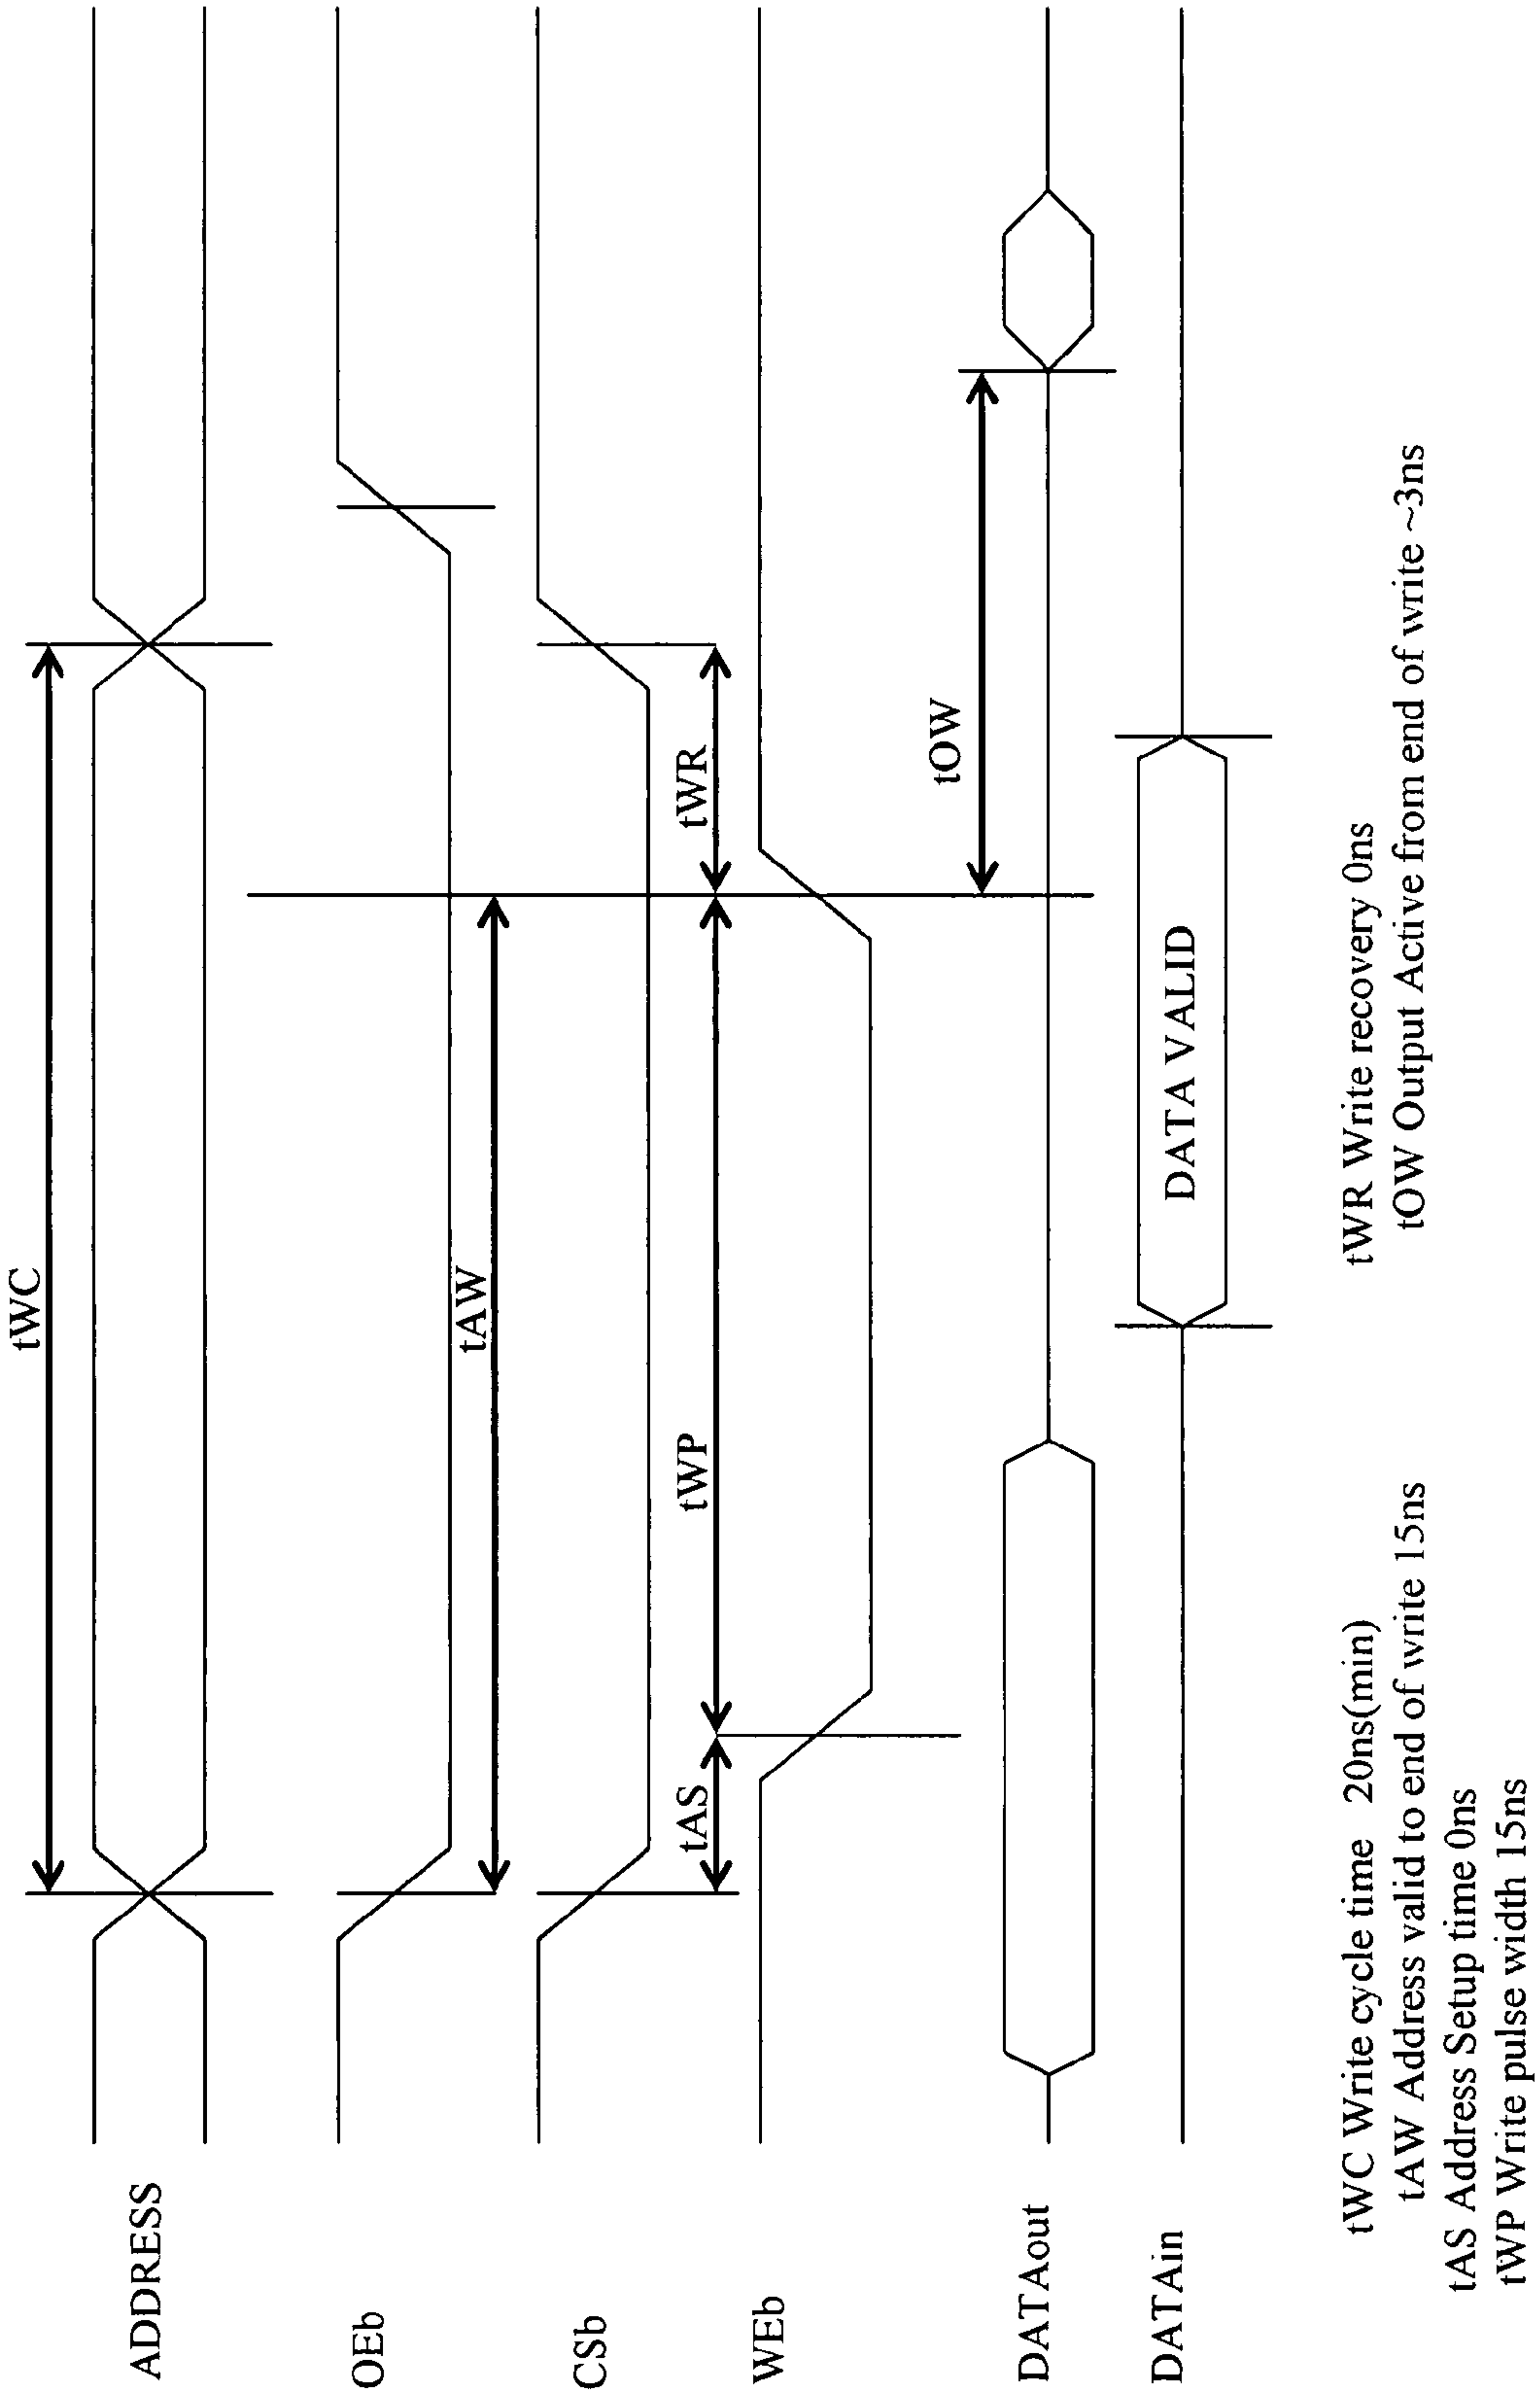 tWC
ADDRESS
OEb
tAW
CSb
tAS
tWP
tWR
WEb
tOW
DATAout
DATAin
DATA VALID
tWC Write cycle time 20ns(min)
tAW Address valid to end of write 15ns
tAS Address Setup time 0ns
tWP Write pulse width 15ns
tWR Write recovery 0ns
tOW Output Active from end of write ~3ns